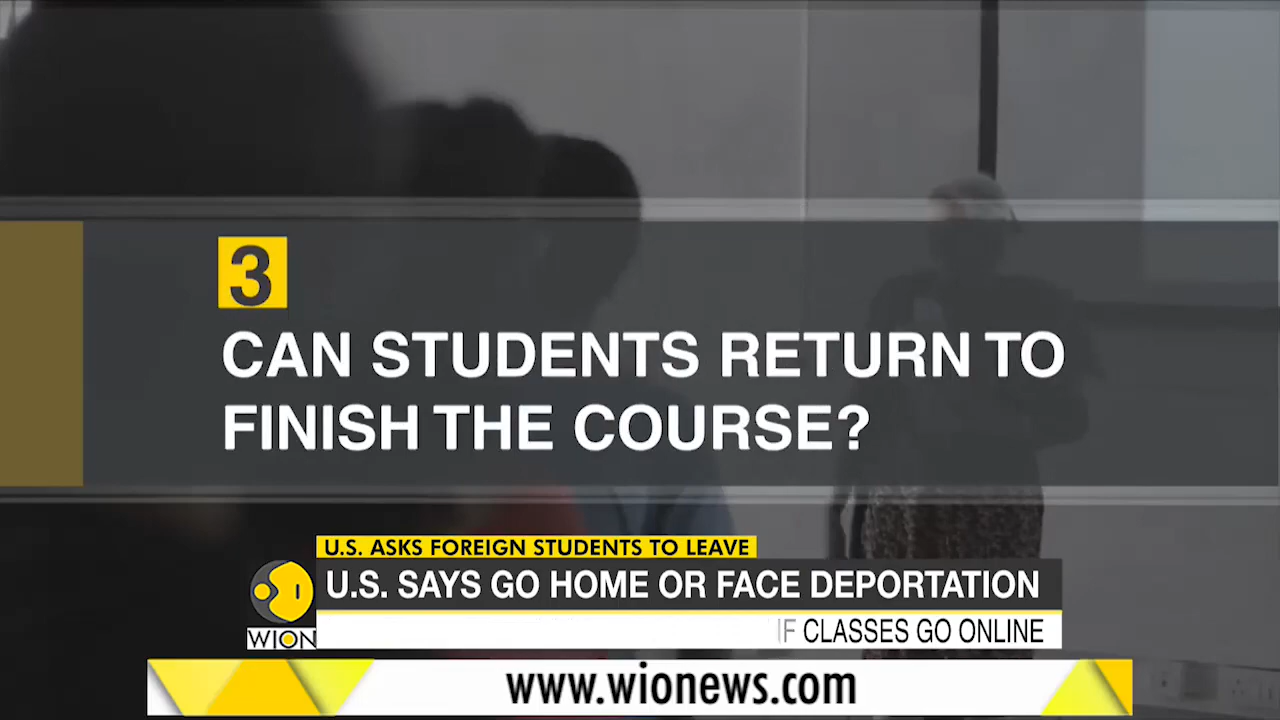 3
CAN STUDENTS RETURN TO
FINISH THE COURSE?
U.S. ASKS FOREIGN STUDENTS TO LEAVE
U.S. SAYS GO HOME OR FACE DEPORTATION
IF CLASSES GO ONLINE
WION
www.wionews.com